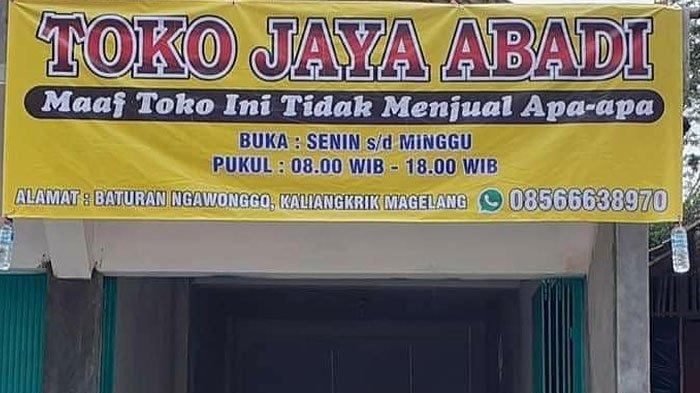 TOKO JAYA ABADI
Maaf Toko Ini Tidak Menjual Apa-apa
BUKA : SENIN s/d MiNGGU
PUKUL : 08.00 WIB - 18.00 WIB
ALAMAT : BATURAN NGAWONGGO, KALIANGKRIK MAGELANG 08566638970